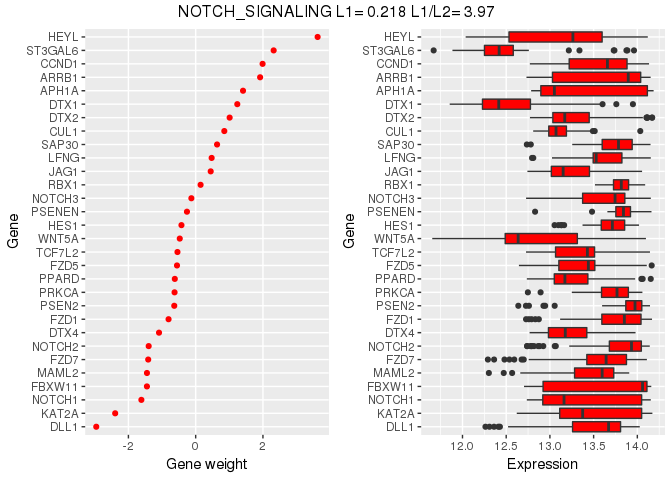 NOTCH_SIGNALING L1= 0.218 L1/L2= 3.97
Gene
HEYL
ST3GAL6
CCND1
ARRB1
APH1A
DTX1
DTX2
CUL1
SAP30
LFNG
JAG1
RBX1
NOTCH3
PSENEN
HES1
WNT5A
TCF7L2
FZD5
PPARD
PRKCA
PSEN2
FZD1
DTX4
NOTCH2
FZD7
MAML2
FBXW11
NOTCH1
KAT2A
DLL1
-2 0 2
Gene weight
Gene
HEYL
ST3GAL6
CCND1
ARRB1
APH1A
DTX1
DTX2
CUL1
SAP30
LFNG
JAG1
RBX1
NOTCH3
PSENEN
HES1
WNT5A
TCF7L2
FZD5
PPARD
PRKCA
PSEN2
FZD1
DTX4
NOTCH2
FZD7
MAML2
FBXW11
NOTCH1
KAT2A
DLL1
12.0 12.5 13.0 13.5 14.0
Expression